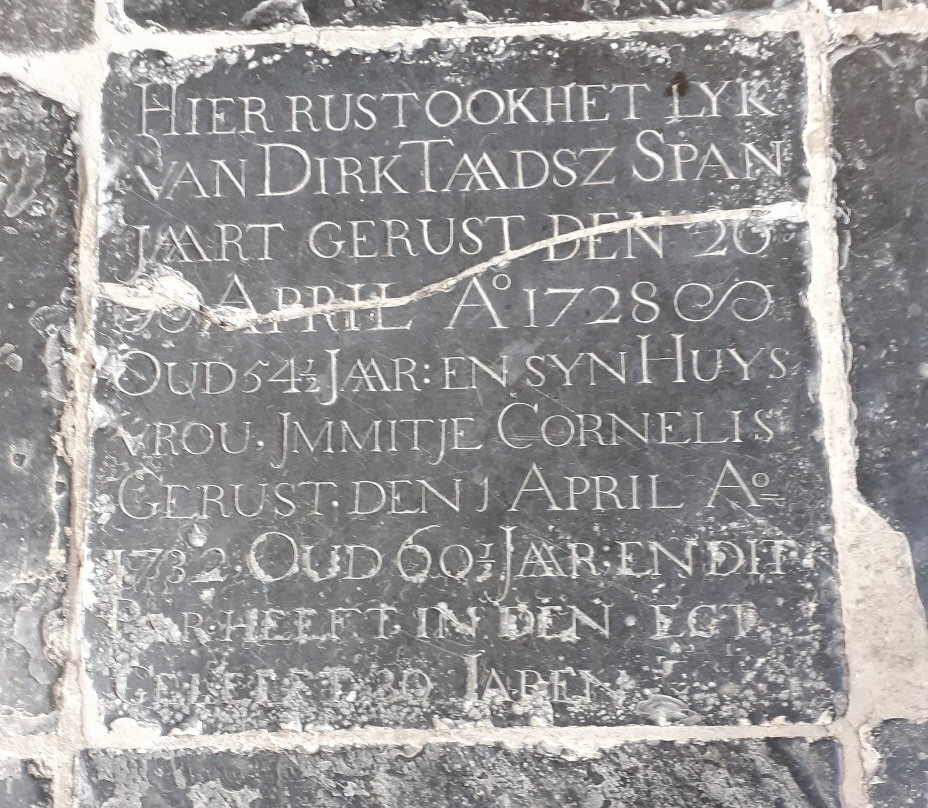 HIER RUST OOK HET LYK
VAN DIRK TAADSZ SPAN
JAART GERUST DEN 20
APRIL Aº 1728
OUD 54½ JAAR: EN SYN HUYS
VROU. JMMITJE CORNELIS
GERUST. DEN 1 APRIL Aº
1732. OUD 60½ JAAR: EN DIT
PAAR: HEEFT IN DEN EGT
GELEEFT 30 JAREN